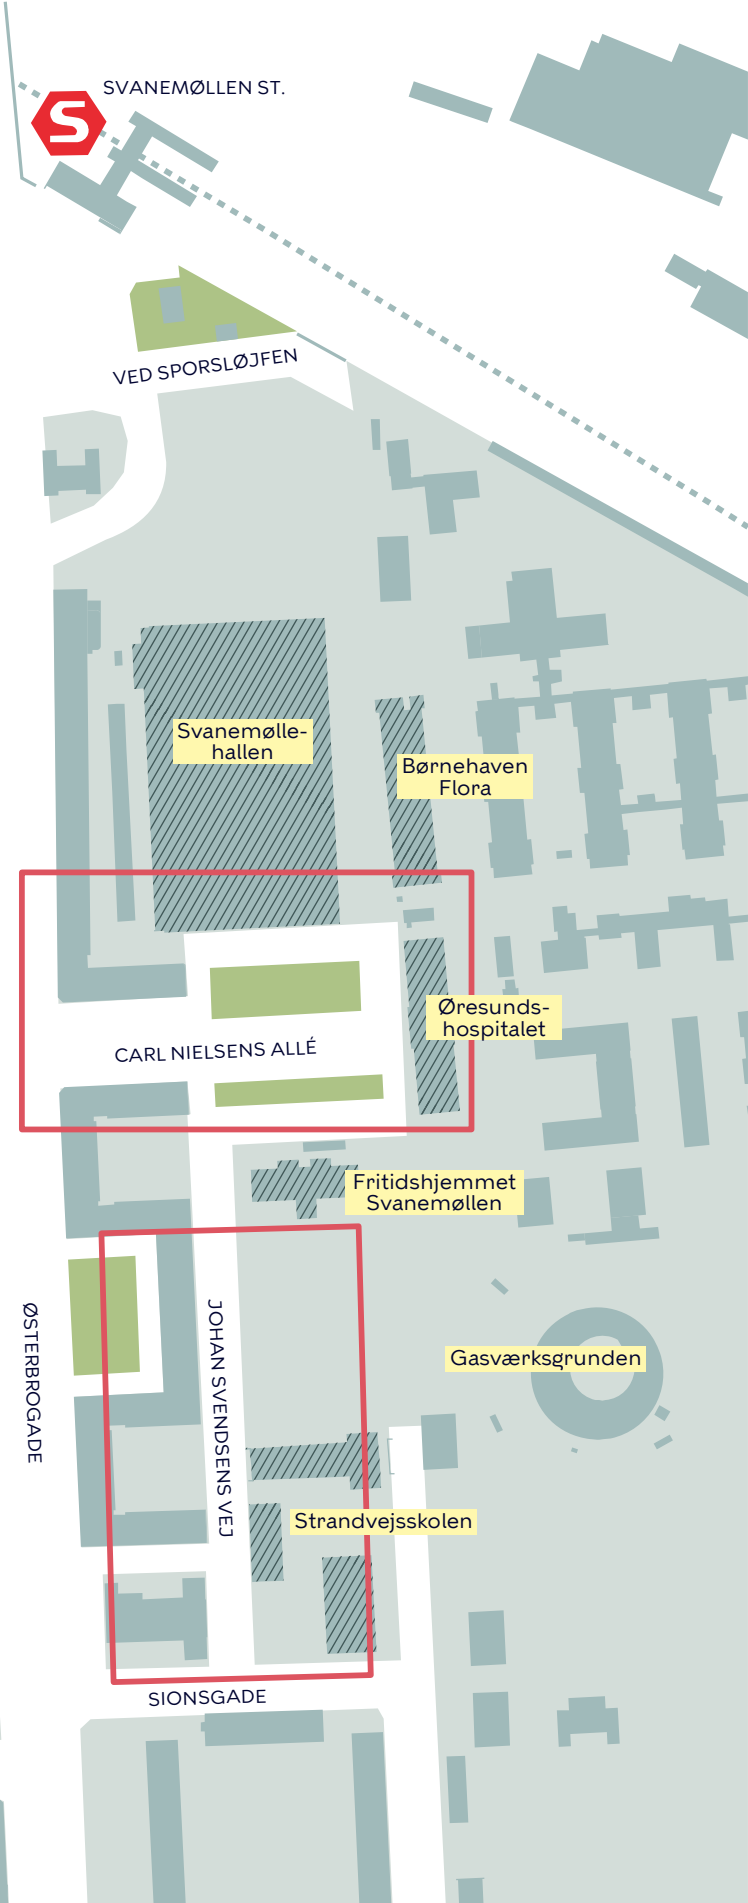 SVANEMØLLEN ST.
S
VED SPORSLØJFEN
Svanemølle-
hallen
Børnehaven
Flora
Øresunds-
hospitalet
CARL NIELSENS ALLÉ
Fritidshjemmet
Svanemøllen
ØSTERBROGADE
JOHAN SVENDSENS VEJ
Gasværksgrunden
Strandvejsskolen
SIONSGADE